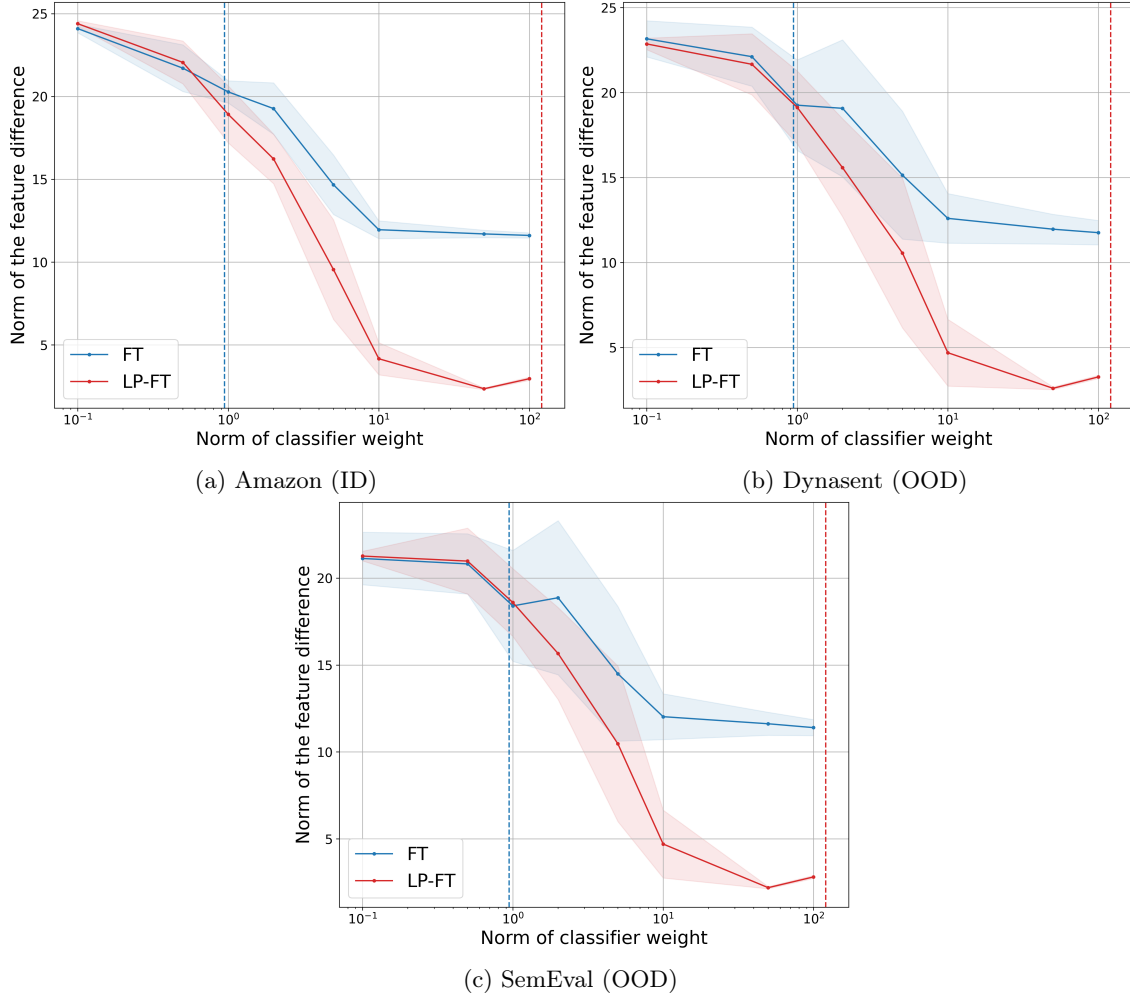 25
20
15
10
5
Norm of the feature difference
FT
LP-FT
10⁻¹
10⁰
10¹
10²
Norm of classifier weight
(a) Amazon (ID)
25
20
15
10
5
Norm of the feature difference
FT
LP-FT
10⁻¹
10⁰
10¹
10²
Norm of classifier weight
(b) Dynasent (OOD)
20
15
10
5
Norm of the feature difference
FT
LP-FT
10⁻¹
10⁰
10¹
10²
Norm of classifier weight
(c) SemEval (OOD)